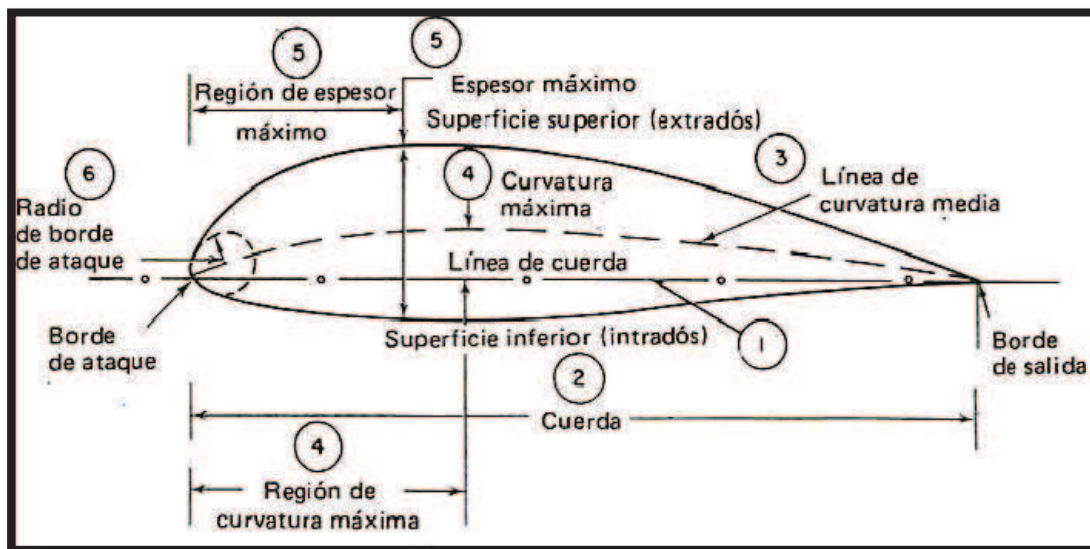 5
5
Región de espesor
máximo
Espesor máximo
Superficie superior (extradós)
6
4
3
Radio
de borde
de ataque
Curvatura
máxima
Línea de
curvatura media
Línea de cuerda
Borde
de ataque
Superficie inferior (intradós)
1
Borde
de salida
2
Cuerda
4
Región de
curvatura máxima